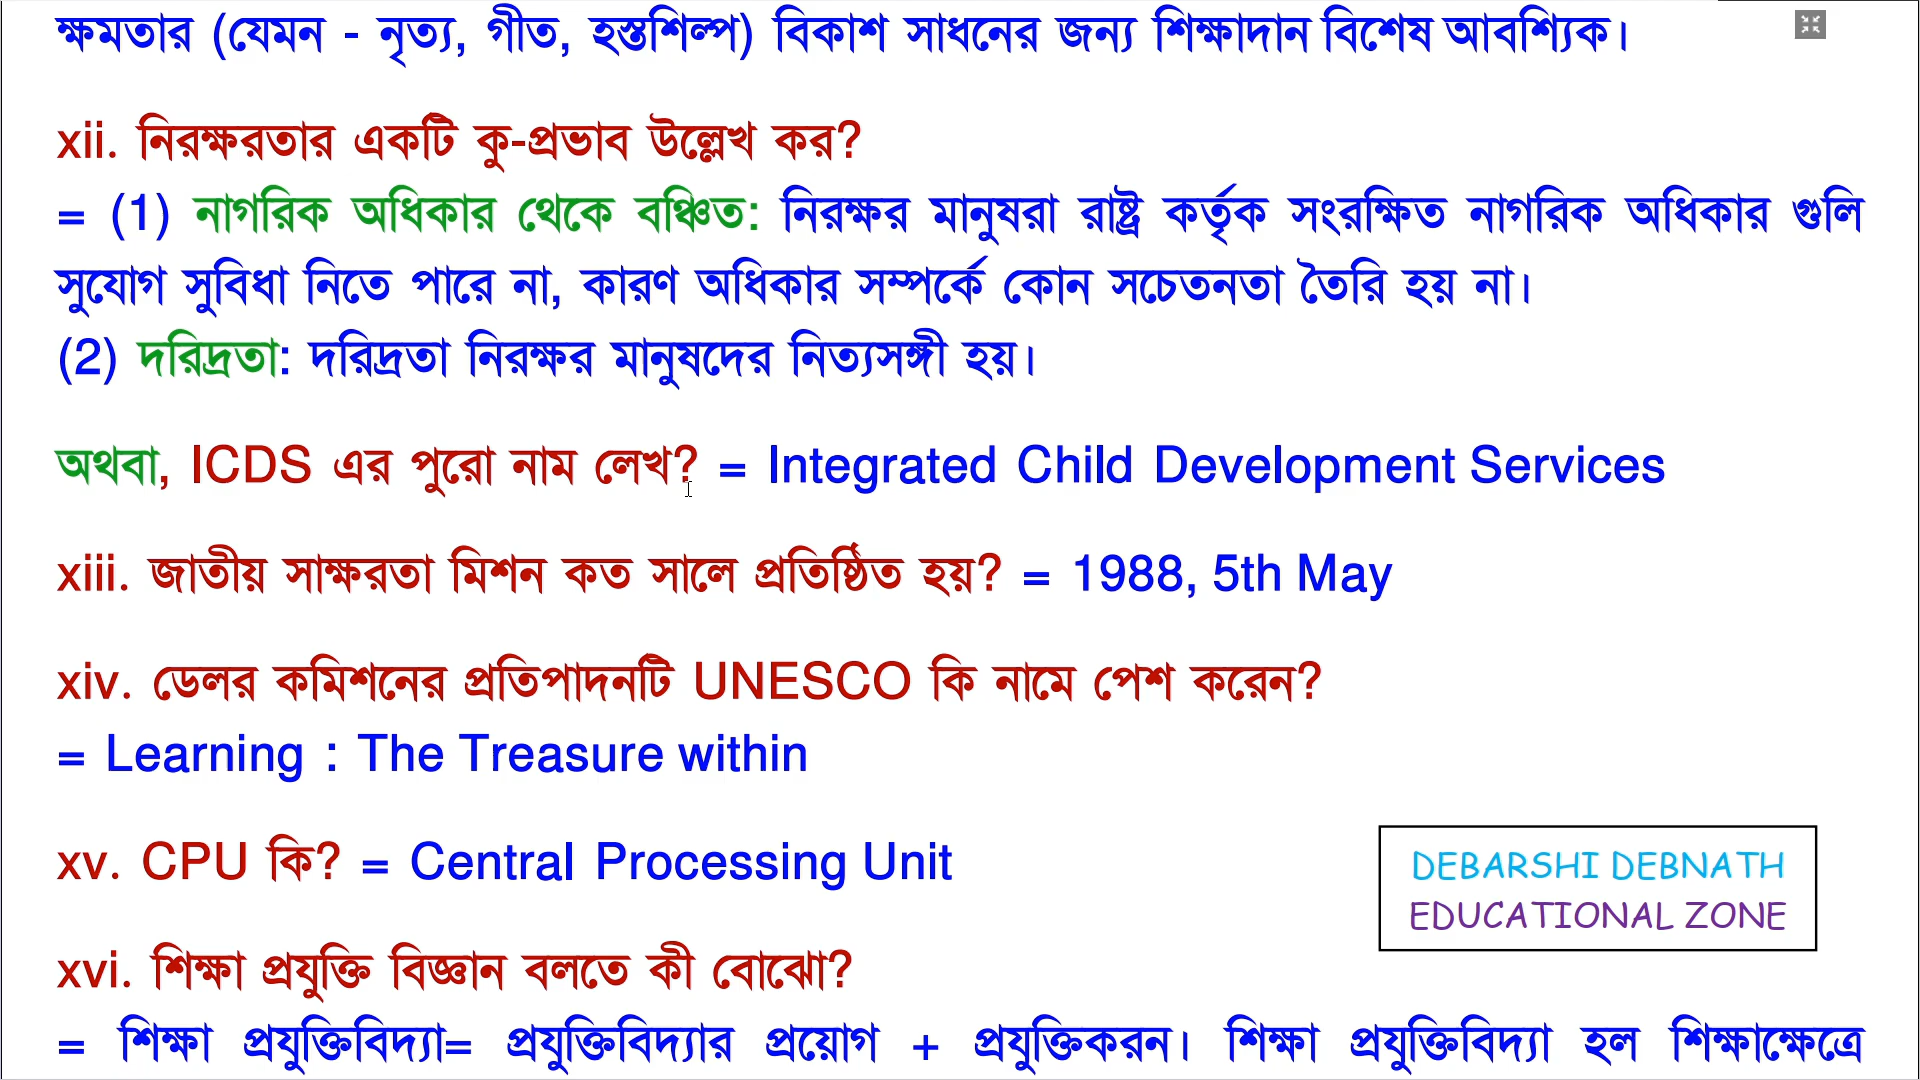 ক্ষমতার (যেমন - নৃত্য, গীত, হস্তশিল্প) বিকাশ সাধনের জন্য শিক্ষাদান বিশেষ আবশ্যিক।
xii. নিরক্ষরতার একটি কু-প্রভাব উল্লেখ কর?
= (1) নাগরিক অধিকার থেকে বঞ্চিত: নিরক্ষর মানুষরা রাষ্ট্র কর্তৃক সংরক্ষিত নাগরিক অধিকার গুলি
সুযোগ সুবিধা নিতে পারে না, কারণ অধিকার সম্পর্কে কোন সচেতনতা তৈরি হয় না।
(2) দরিদ্রতা: দরিদ্রতা নিরক্ষর মানুষদের নিত্যসঙ্গী হয়।
অথবা, ICDS এর পুরো নাম লেখ? = Integrated Child Development Services
xiii. জাতীয় সাক্ষরতা মিশন কত সালে প্রতিষ্ঠিত হয়? = 1988, 5th May
xiv. ডেলর কমিশনের প্রতিপাদনটি UNESCO কি নামে পেশ করেন?
= Learning : The Treasure within
xv. CPU কি? = Central Processing Unit
DEBARSHI DEBNATH
EDUCATIONAL ZONE
xvi. শিক্ষা প্রযুক্তি বিজ্ঞান বলতে কী বোঝো?
= শিক্ষা প্রযুক্তিবিদ্যা= প্রযুক্তিবিদ্যার প্রয়োগ + প্রযুক্তিকরন। শিক্ষা প্রযুক্তিবিদ্যা হল শিক্ষাক্ষেত্রে